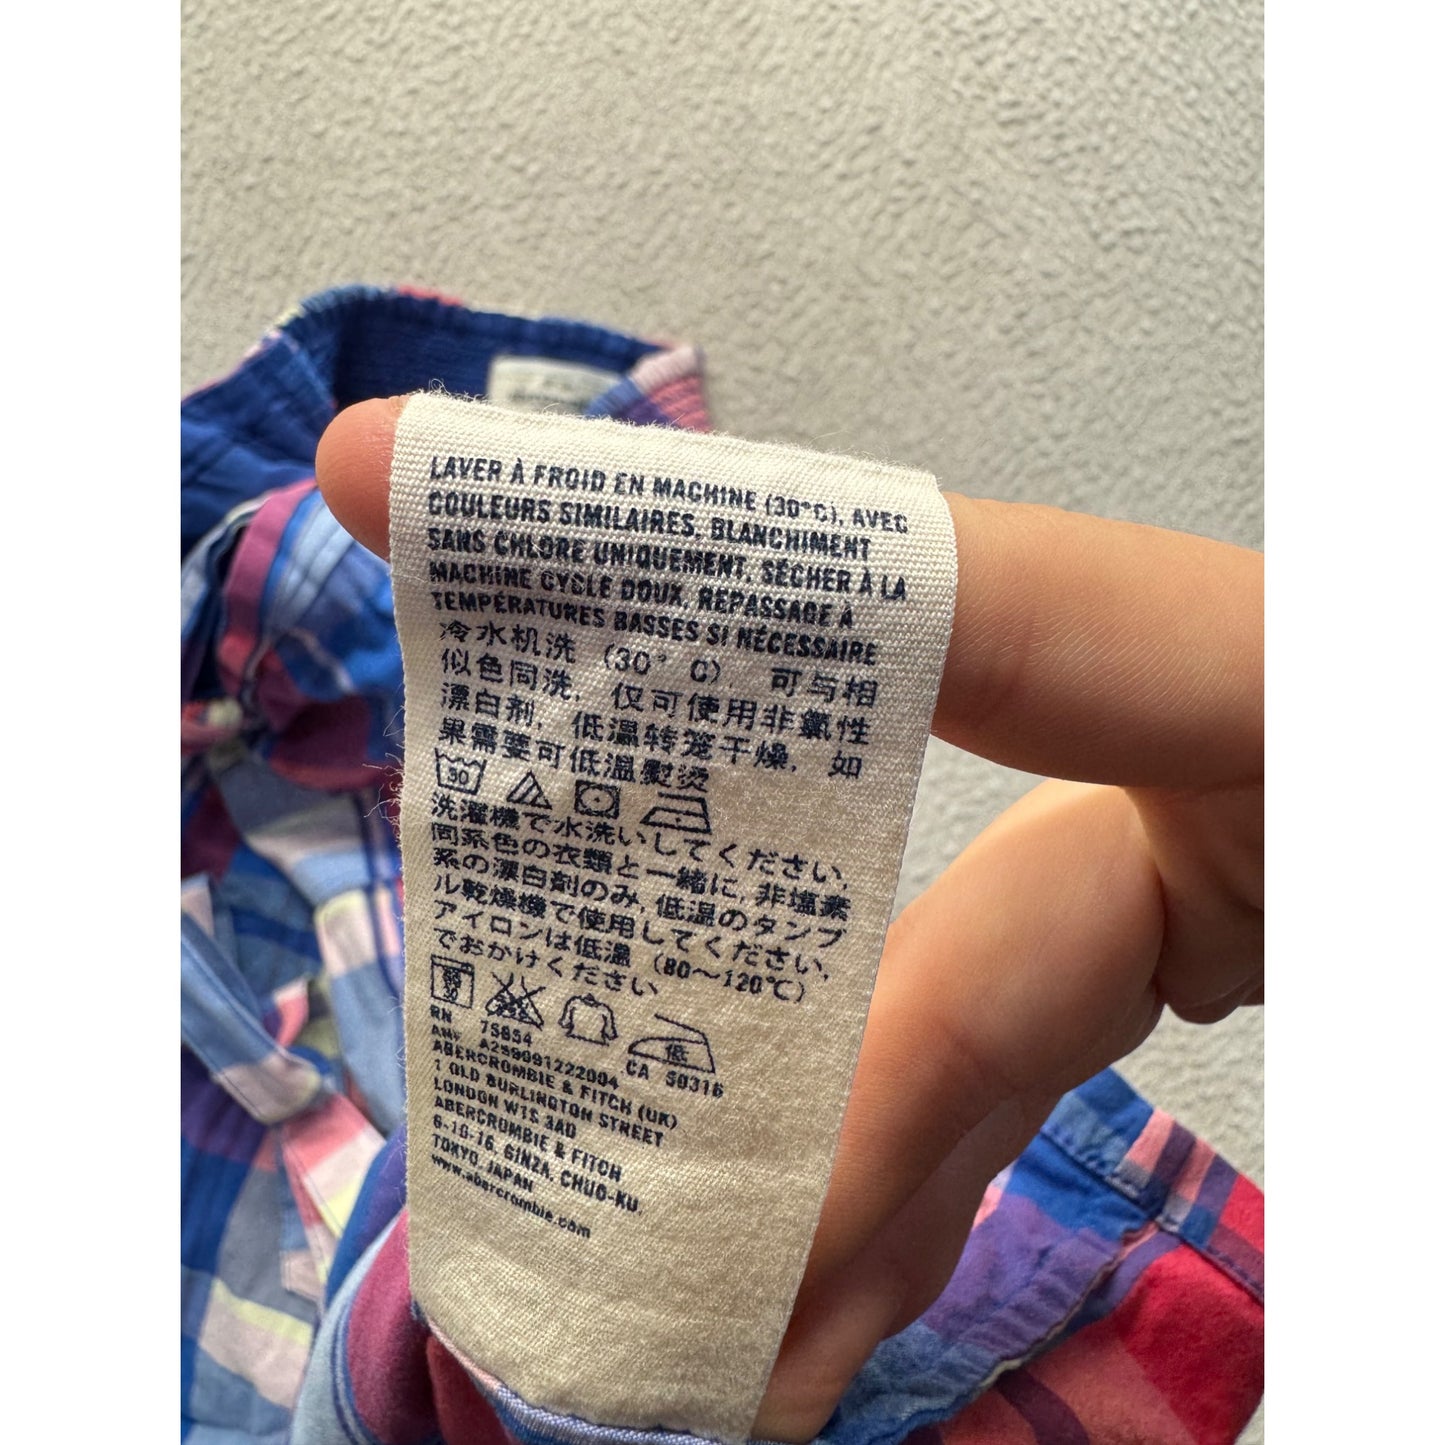 LAVER À FROID EN MACHINE (30°C), AVEC
COULEURS SIMILAIRES, BLANCHIMENT
SANS CHLORE UNIQUEMENT, SÉCHER À LA
MACHINE CYCLE DOUX, REPASSAGE À
TEMPÉRATURES BASSES SI NÉCESSAIRE
冷水机洗 (30°C), 可与相
似色同洗, 仅可使用非氯性
漂白剂, 低温转笼干燥, 如
果需要可低温熨烫
30
洗濯機で水洗いしてください,
同系色の衣類と一緒に, 非塩素
系の漂白剤のみ, 低温のタンブ
ル乾燥機で使用してください,
アイロンは低温 (80～120℃)
でおかけください
低
RN 75654 CA 50316
A259091222004
ABERCROMBIE & FITCH (UK)
1 OLD BURLINGTON STREET
LONDON W1S 3AD
ABERCROMBIE & FITCH
6-10-16, GINZA, CHUO-KU,
TOKYO, JAPAN
www.abercrombie.com